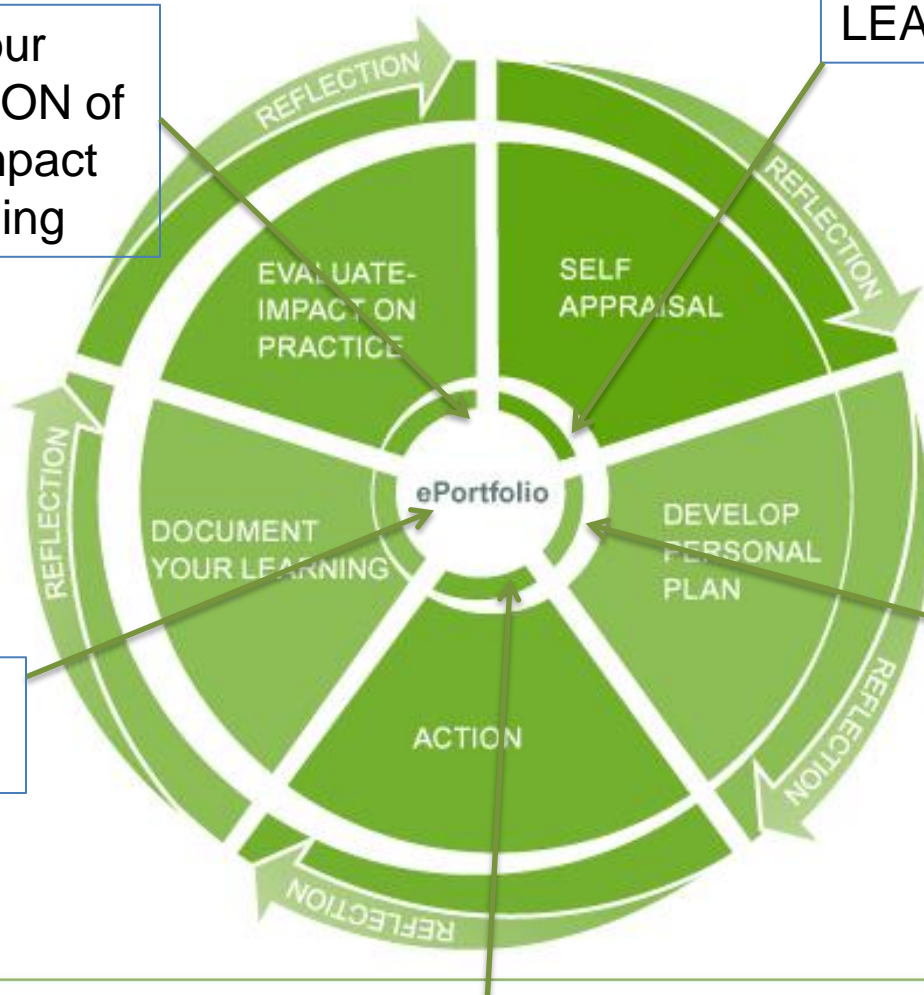 our
ON of
mpact
ing
LEA
REFLECTION
REFLECTION
EVALUATE-
IMPACT ON
PRACTICE
SELF
APPRAISAL
ePortfolio
REFLECTION
DOCUMENT
YOUR LEARNING
DEVELOP
PERSONAL
PLAN
ACTION
REFLECTION
REFLECTION